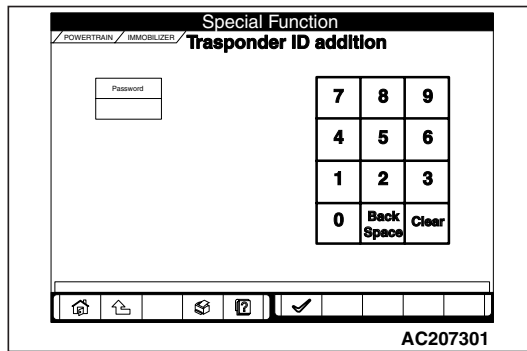 Special Function
POWERTRAIN IMMOBILIZER
Trasponder ID addition
Password
7 8 9
4 5 6
1 2 3
0 Back Space Clear
?
AC207301